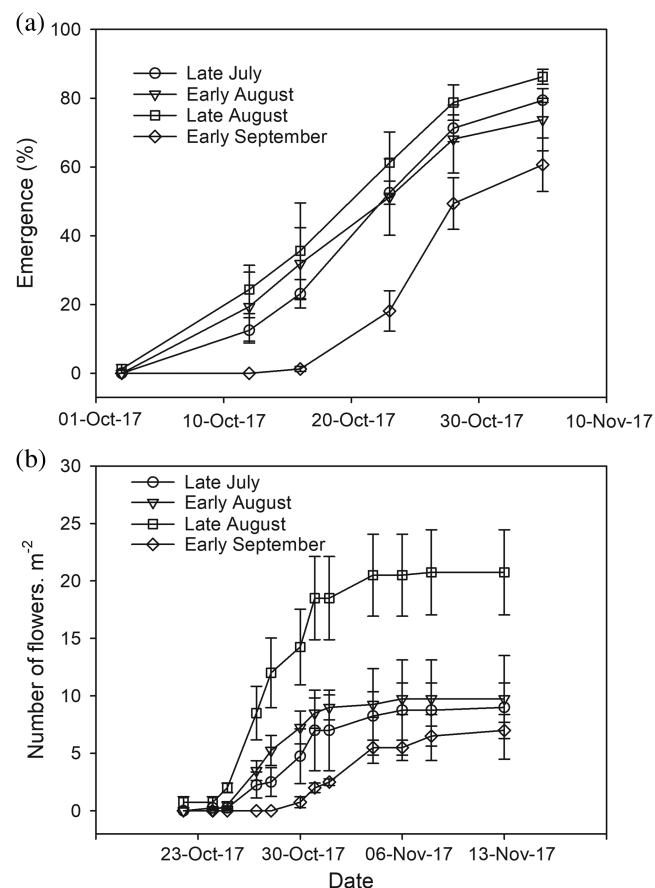 (a)
100
80
60
40
20
0
Emergence (%)
Late July
Early August
Late August
Early September
01-Oct-17 10-Oct-17 20-Oct-17 30-Oct-17 10-Nov-17
(b)
30
25
20
15
10
5
0
Number of flowers. m-2
Late July
Early August
Late August
Early September
23-Oct-17 30-Oct-17 06-Nov-17 13-Nov-17
Date